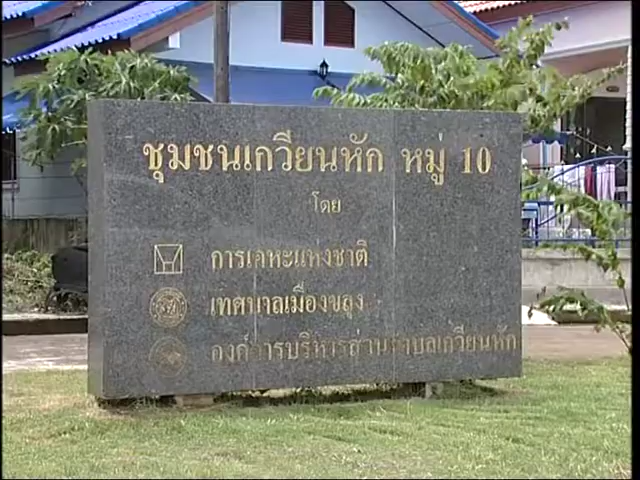 ชุมชนเกวียนหัก หมู่ 10
โดย
การเคหะแห่งชาติ
เทศบาลเมืองขลุง
องค์การบริหารส่วนตำบลเกวียนหัก